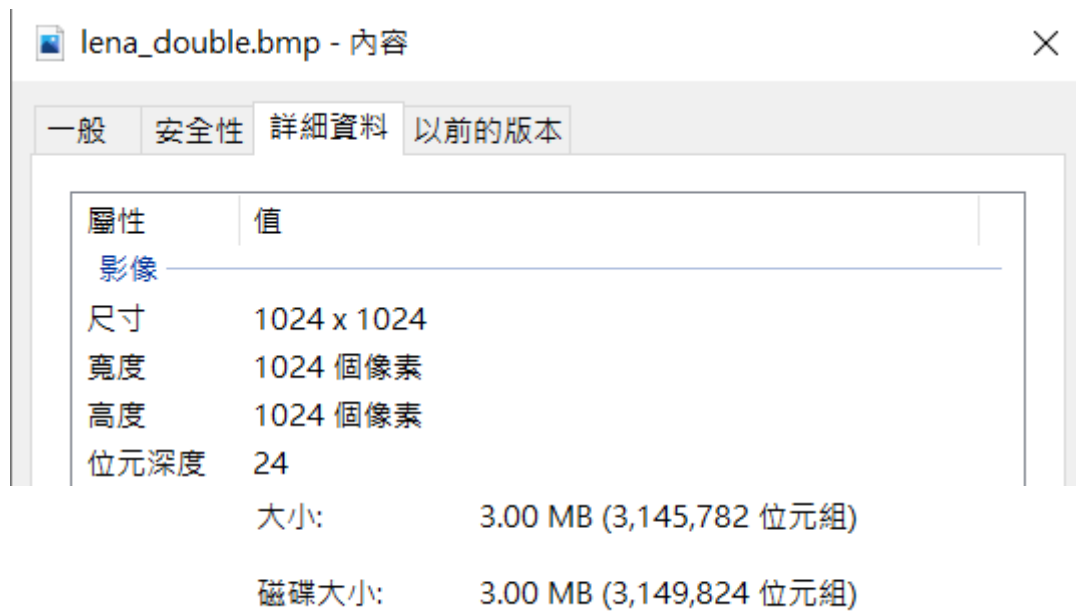 lena_double.bmp - 內容
一般 安全性 詳細資料 以前的版本
屬性 值
影像
尺寸 1024 x 1024
寬度 1024 個像素
高度 1024 個像素
位元深度 24
大小: 3.00 MB (3,145,782 位元組)
磁碟大小: 3.00 MB (3,149,824 位元組)